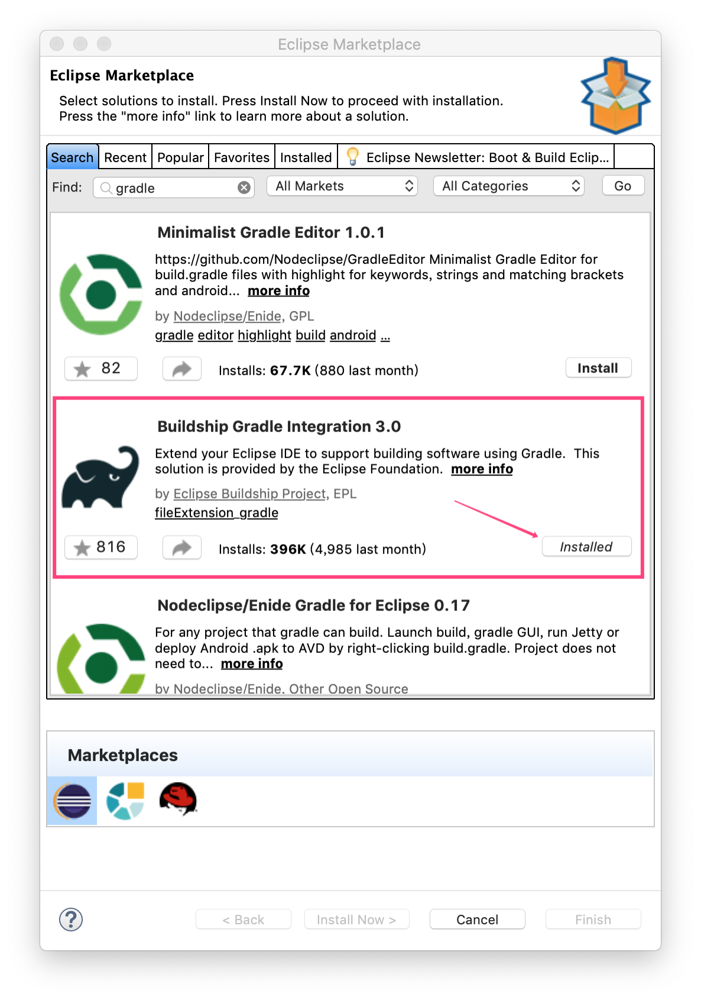 Eclipse Marketplace
Eclipse Marketplace
Select solutions to install. Press Install Now to proceed with installation.
Press the "more info" link to learn more about a solution.
Search Recent Popular Favorites Installed Eclipse Newsletter: Boot & Build Eclip...
Find: gradle All Markets All Categories Go
Minimalist Gradle Editor 1.0.1
https://github.com/Nodeclipse/GradleEditor Minimalist Gradle Editor for
build.gradle files with highlight for keywords, strings and matching brackets
and android... more info
by Nodeclipse/Enide, GPL
gradle editor highlight build android ...
82 Installs: 67.7K (880 last month) Install
Buildship Gradle Integration 3.0
Extend your Eclipse IDE to support building software using Gradle. This
solution is provided by the Eclipse Foundation. more info
by Eclipse Buildship Project, EPL
fileExtension_gradle
816 Installs: 396K (4,985 last month) Installed
Nodeclipse/Enide Gradle for Eclipse 0.17
For any project that gradle can build. Launch build, gradle GUI, run Jetty or
deploy Android .apk to AVD by right-clicking build.gradle. Project does not
need to... more info
by Nodeclipse/Enide, Other Open Source
Marketplaces
? < Back Install Now > Cancel Finish